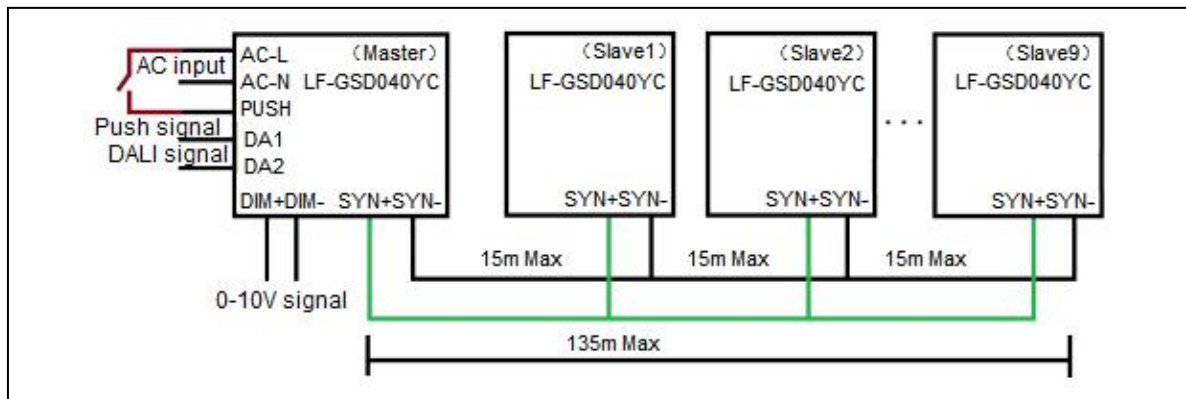 AC-L (Master) (Slave1) (Slave2) (Slave9)
AC input AC-N LF-GSD040YC LF-GSD040YC LF-GSD040YC LF-GSD040YC
PUSH
Push signal DA1
DALI signal DA2
...
DIM+DIM- SYN+SYN- SYN+SYN- SYN+SYN- SYN+SYN-
15m Max 15m Max 15m Max
0-10V signal
135m Max